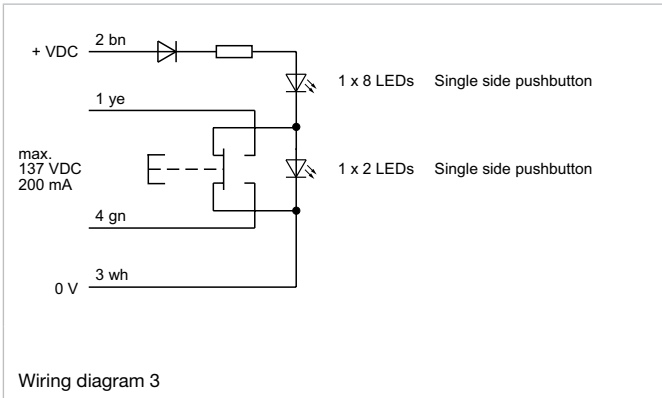 2 bn
+ VDC
1 x 8 LEDs Single side pushbutton
1 ye
max.
137 VDC
200 mA
1 x 2 LEDs Single side pushbutton
4 gn
3 wh
0 V
Wiring diagram 3